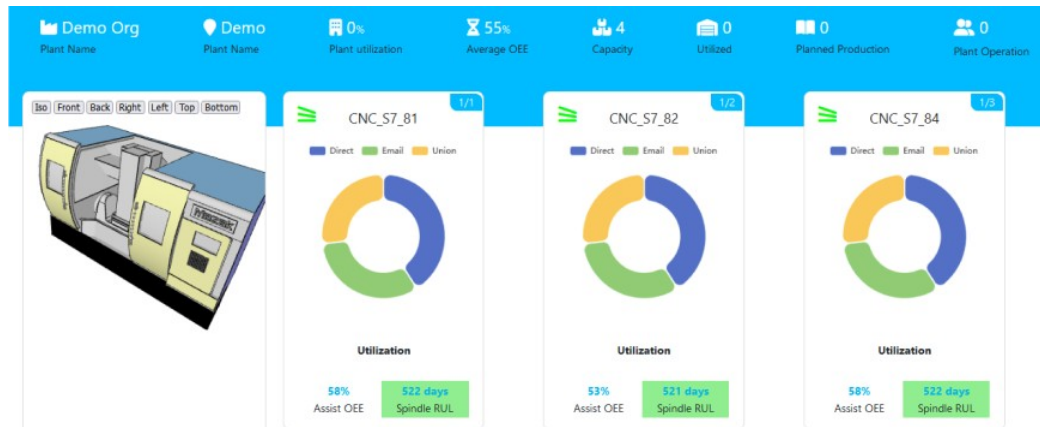 Demo Org
Plant Name
Demo
Plant Name
0%
Plant utilization
55%
Average OEE
4
Capacity
0
Utilized
0
Planned Production
0
Plant Operation
Iso Front Back Right Left Top Bottom
Mazak
1/1
CNC_S7_81
Direct Email Union
Utilization
58%
Assist OEE
522 days
Spindle RUL
1/2
CNC_S7_82
Direct Email Union
Utilization
53%
Assist OEE
521 days
Spindle RUL
1/3
CNC_S7_84
Direct Email Union
Utilization
58%
Assist OEE
522 days
Spindle RUL